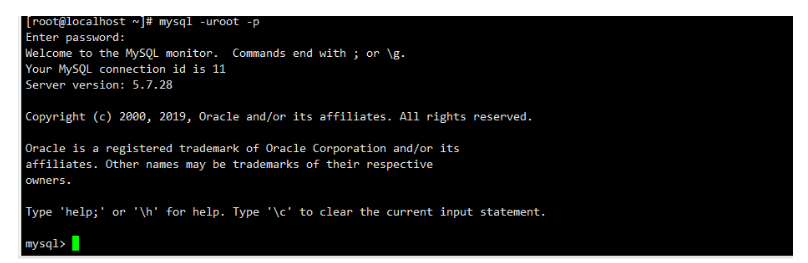 [root@localhost ~]# mysql -uroot -p
Enter password:
Welcome to the MySQL monitor.  Commands end with ; or \g.
Your MySQL connection id is 11
Server version: 5.7.28
Copyright (c) 2000, 2019, Oracle and/or its affiliates. All rights reserved.
Oracle is a registered trademark of Oracle Corporation and/or its
affiliates. Other names may be trademarks of their respective
owners.
Type 'help;' or '\h' for help. Type '\c' to clear the current input statement.
mysql>